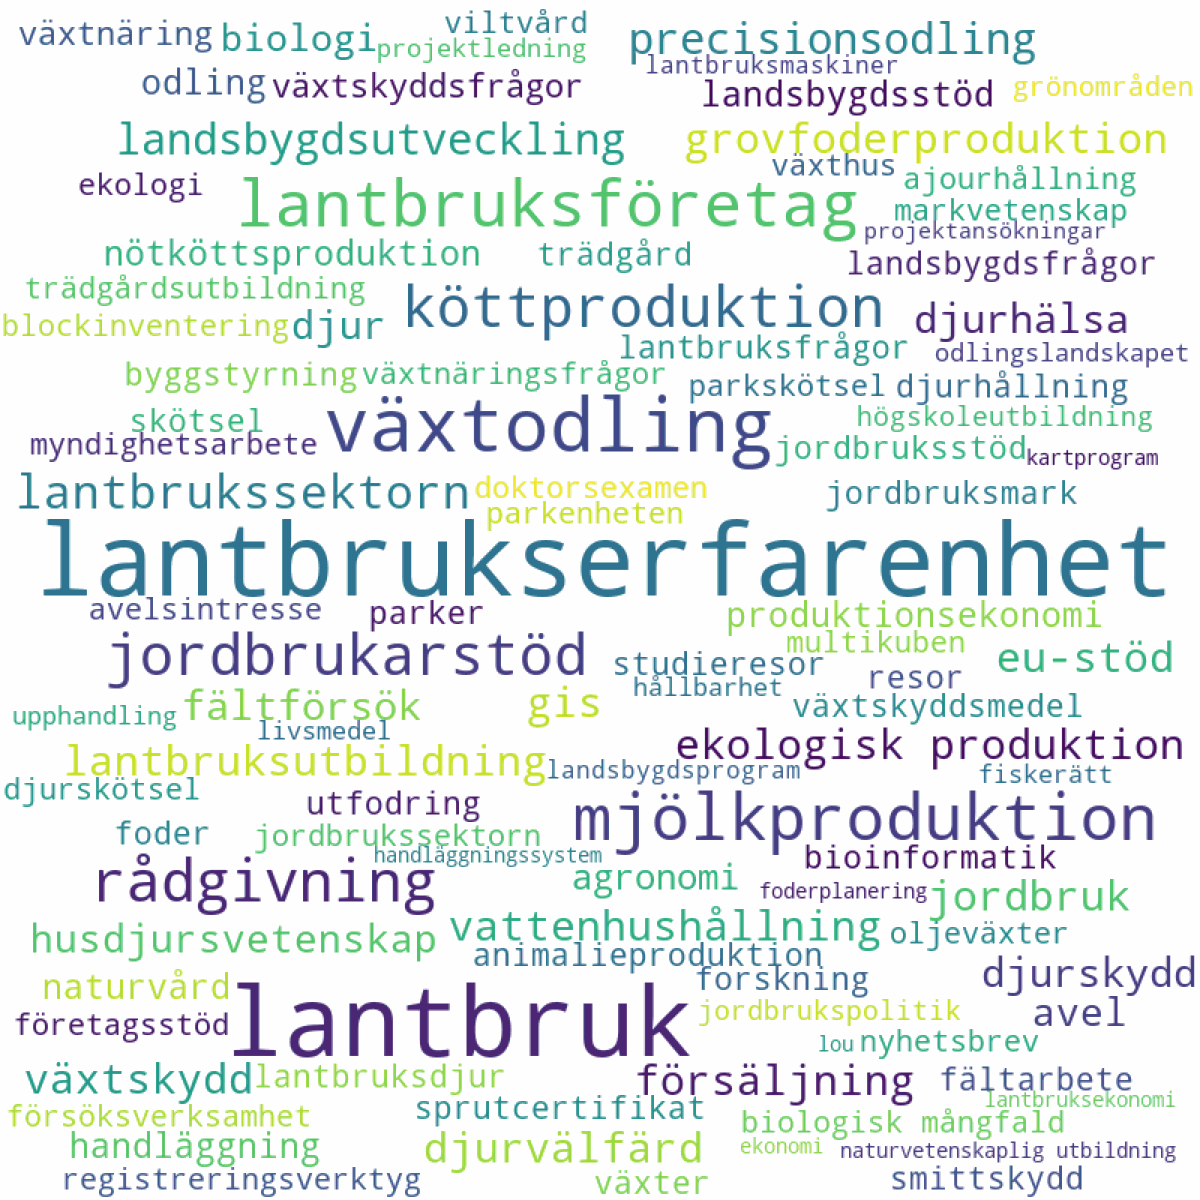 växtnäring
biologi
viltvård
projektledning
precisionsodling
lantbruksmaskiner
odling
växtskyddsfrågor
landsbygdsstöd
grönområden
landsbygdsutveckling
grovfoderproduktion
växthus
ekologi
lantbruksföretag
ajourhållning
markvetenskap
projektansökningar
nötköttsproduktion
trädgård
landsbygdsfrågor
trädgårdsutbildning
köttproduktion
blockinventering
djur
djurhälsa
lantbruksfrågor
odlingslandskapet
byggstyrning
växtnäringsfrågor
parkskötsel
djurhållning
skötsel
växtodling
högskoleutbildning
myndighetsarbete
jordbruksstöd
kartprogram
lantbrukssektorn
doktorsexamen
jordbruksmark
parkenheten
lantbrukserfarenhet
avelsintresse
parker
produktionsekonomi
jordbrukarstöd
multikuben
studieresor
eu-stöd
resor
hållbarhet
fältförsök
gis
växtskyddsmedel
upphandling
livsmedel
ekologisk produktion
lantbruksutbildning
landsbygdsprogram
fiskerätt
djurskötsel
utfodring
mjölkproduktion
foder
jordbrukssektorn
handläggningssystem
bioinformatik
rådgivning
agronomi
foderplanering
jordbruk
husdjursvetenskap
vattenhushållning
oljeväxter
animalieproduktion
forskning
djurskydd
naturvård
lantbruk
jordbrukspolitik
avel
företagsstöd
lou
nyhetsbrev
växtskydd
lantbruksdjur
försäljning
fältarbete
lantbruksekonomi
försöksverksamhet
sprutcertifikat
biologisk mångfald
handläggning
djurvälfärd
ekonomi
naturvetenskaplig utbildning
registreringsverktyg
växter
smittskydd